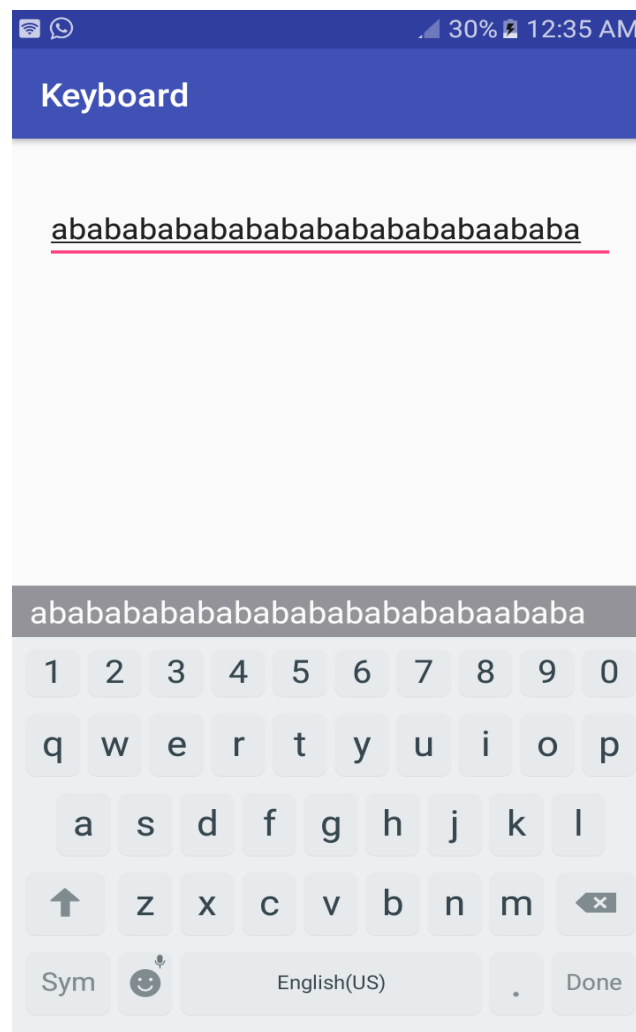 30% 12:35 AM
Keyboard
abababababababababababaababa
abababababababababababaababa
1 2 3 4 5 6 7 8 9 0
q w e r t y u i o p
a s d f g h j k l
z x c v b n m
Sym English(US) . Done